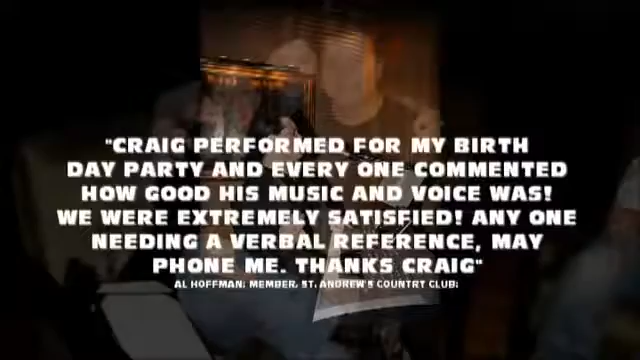 "CRAIG PERFORMED FOR MY BIRTH
DAY PARTY AND EVERY ONE COMMENTED
HOW GOOD HIS MUSIC AND VOICE WAS!
WE WERE EXTREMELY SATISFIED! ANY ONE
NEEDING A VERBAL REFERENCE, MAY
PHONE ME. THANKS CRAIG"
AL HOFFMAN; MEMBER, ST. ANDREW'S COUNTRY CLUB;